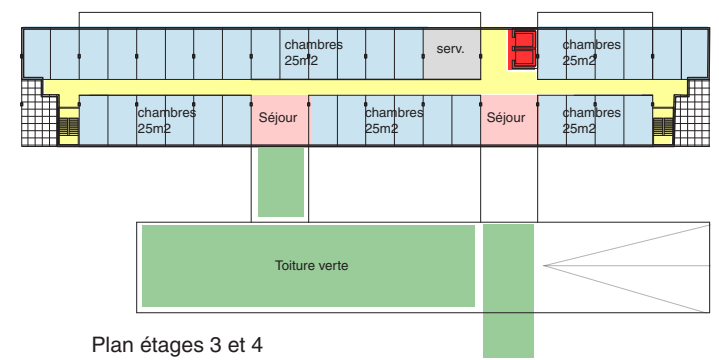 chambres
25m2
serv.
chambres
25m2
chambres
25m2
Séjour
chambres
25m2
Séjour
chambres
25m2
Toiture verte
Plan étages 3 et 4